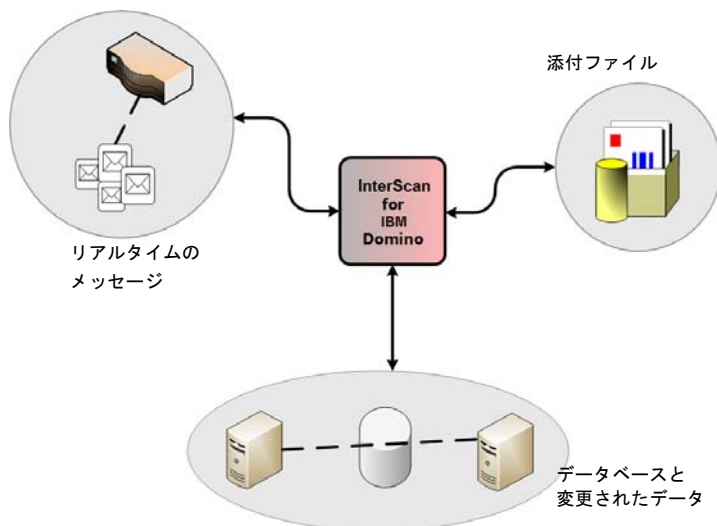 添付ファイル
InterScan
for
IBM
Domino
リアルタイムの
メッセージ
データベースと
変更されたデータ